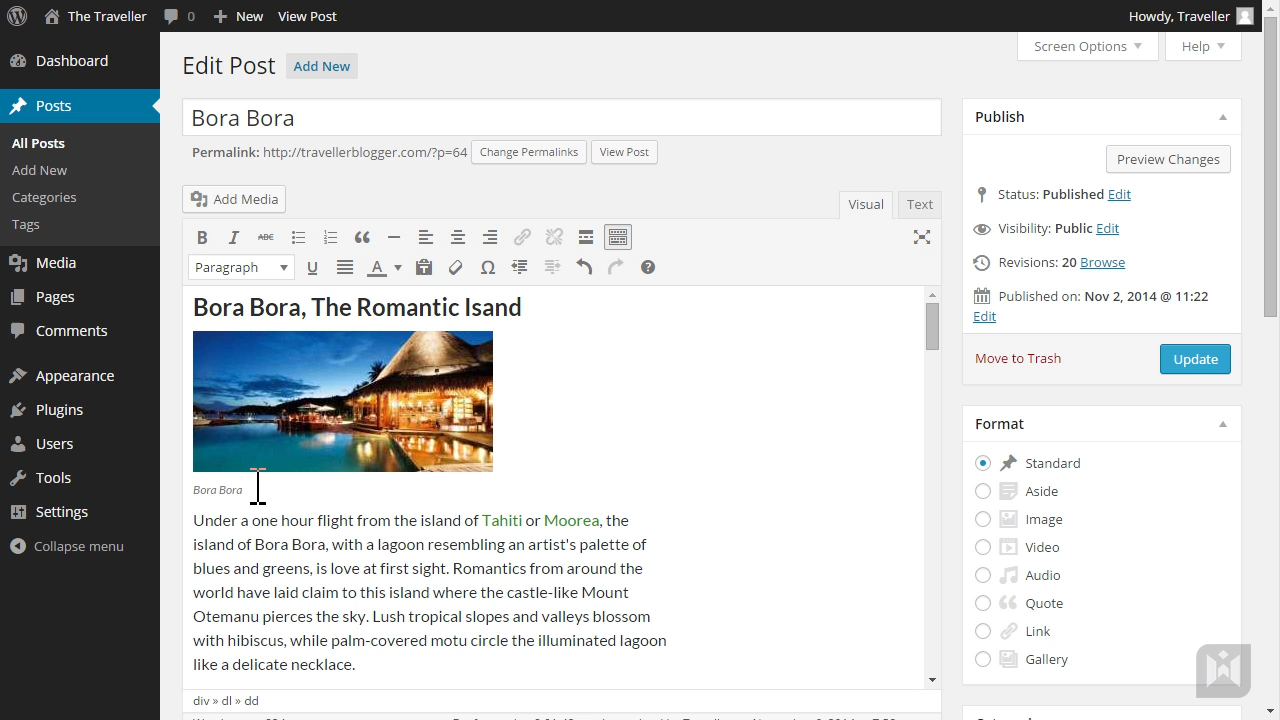 The Traveller 0 New View Post Howdy, Traveller
Dashboard
Posts
All Posts
Add New
Categories
Tags
Media
Pages
Comments
Appearance
Plugins
Users
Tools
Settings
Collapse menu
Screen Options Help
Edit Post Add New
Bora Bora
Permalink: http://travellerblogger.com/?p=64 Change Permalinks View Post
Add Media
Visual Text
B I ABC
Paragraph U A Ω
Bora Bora, The Romantic Isand
Bora Bora
Under a one hour flight from the island of Tahiti or Moorea, the
island of Bora Bora, with a lagoon resembling an artist's palette of
blues and greens, is love at first sight. Romantics from around the
world have laid claim to this island where the castle-like Mount
Otemanu pierces the sky. Lush tropical slopes and valleys blossom
with hibiscus, while palm-covered motu circle the illuminated lagoon
like a delicate necklace.
div » dl » dd
Publish
Preview Changes
Status: Published Edit
Visibility: Public Edit
Revisions: 20 Browse
Published on: Nov 2, 2014 @ 11:22
Edit
Move to Trash Update
Format
Standard
Aside
Image
Video
Audio
Quote
Link
Gallery